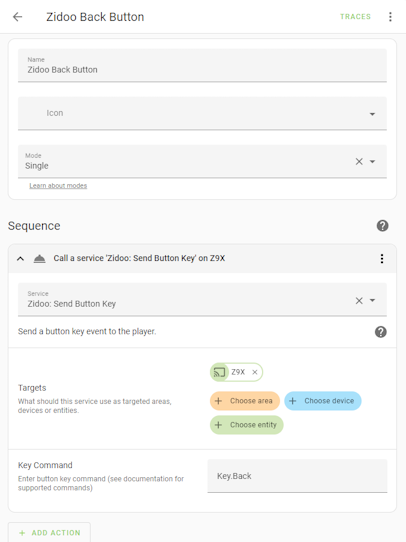 Zidoo Back Button
TRACES
Name
Zidoo Back Button
Icon
Mode
Single
Learn about modes
Sequence
Call a service 'Zidoo: Send Button Key' on Z9X
Service
Zidoo: Send Button Key
Send a button key event to the player.
Z9X
Targets
What should this service use as targeted areas,
devices or entities.
Choose area
Choose device
Choose entity
Key Command
Enter button key command (see documentation for
supported commands)
Key.Back
ADD ACTION